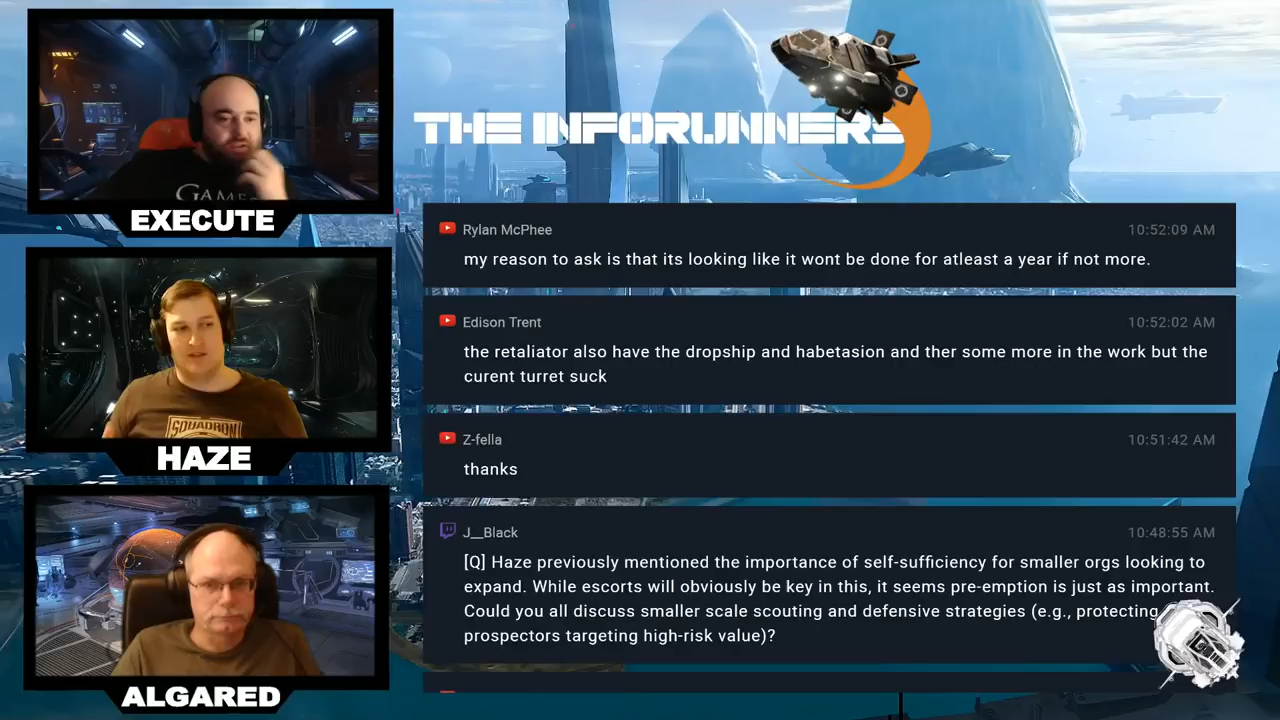 THE INFORUNNERS
GAME
EXECUTE
SQUADRON
HAZE
ALGARED
Rylan McPhee 10:52:09 AM
my reason to ask is that its looking like it wont be done for atleast a year if not more.
Edison Trent 10:52:02 AM
the retaliator also have the dropship and habetasion and ther some more in the work but the
curent turret suck
Z-fella 10:51:42 AM
thanks
J__Black 10:48:55 AM
[Q] Haze previously mentioned the importance of self-sufficiency for smaller orgs looking to
expand. While escorts will obviously be key in this, it seems pre-emption is just as important.
Could you all discuss smaller scale scouting and defensive strategies (e.g., protecting
prospectors targeting high-risk value)?